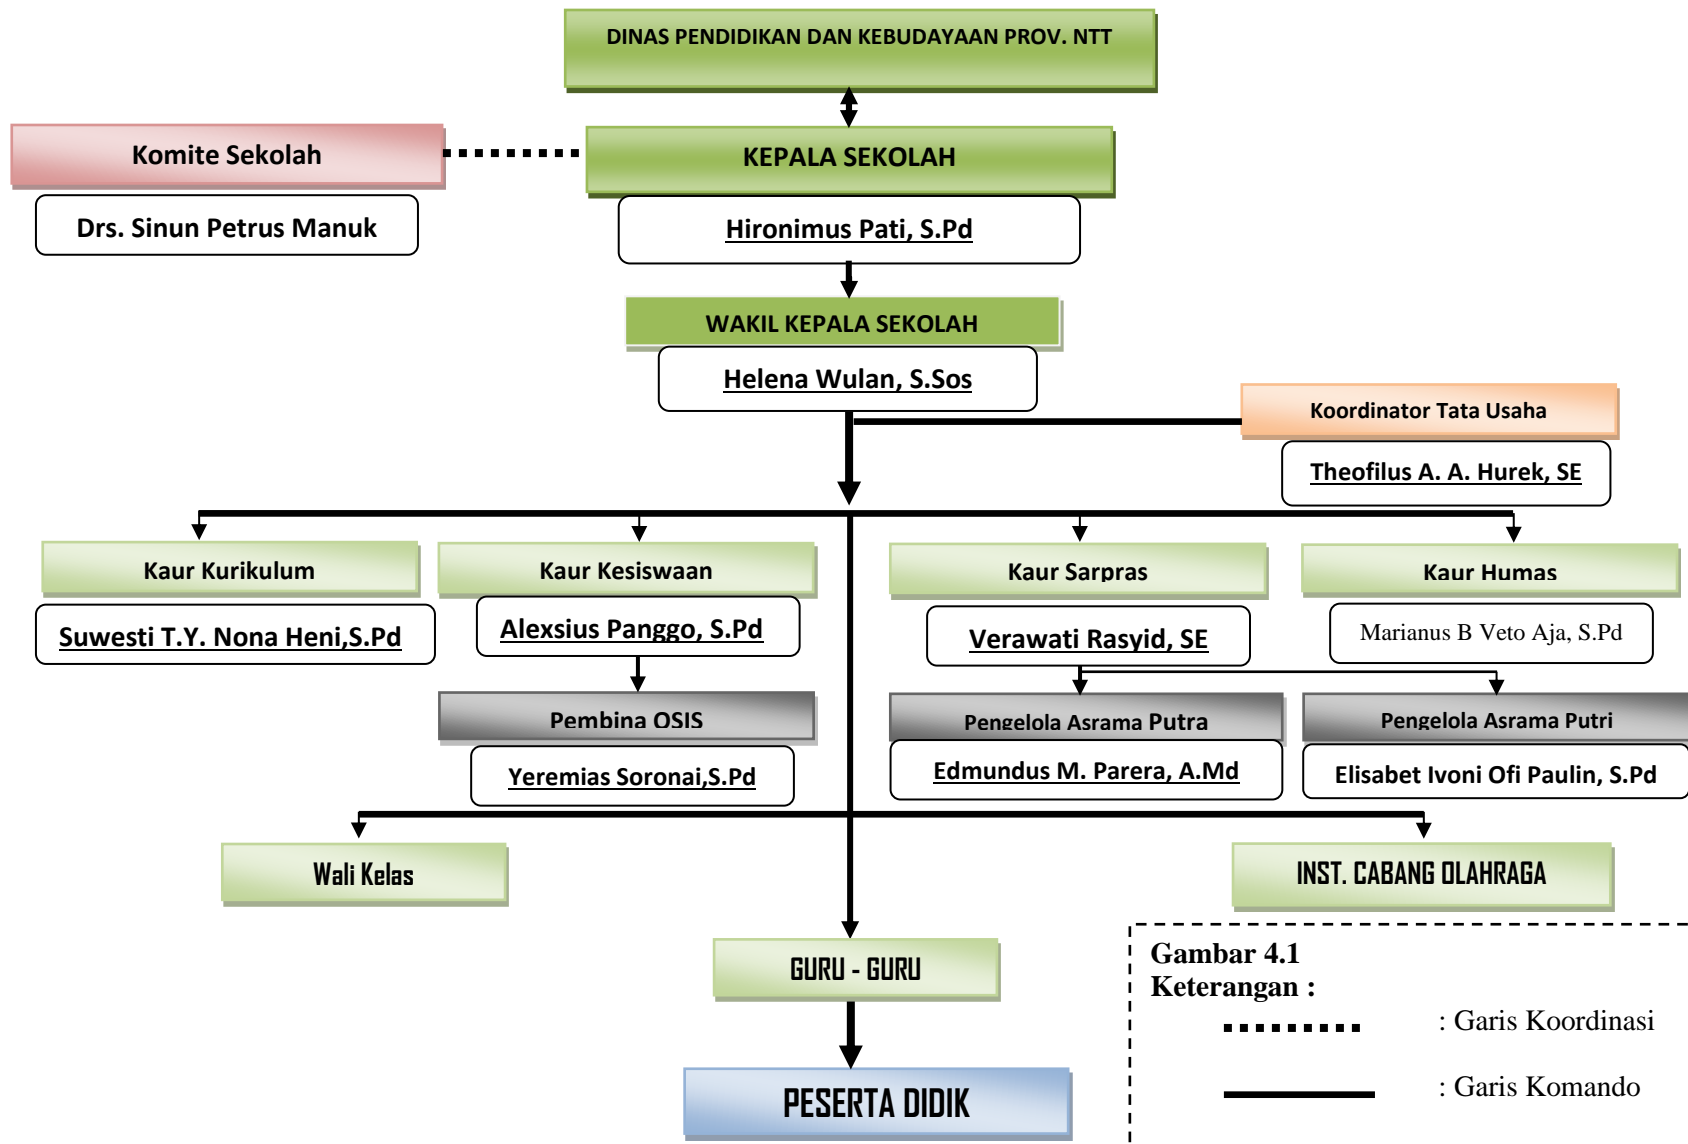 DINAS PENDIDIKAN DAN KEBUDAYAAN PROV. NTT
Komite Sekolah
KEPALA SEKOLAH
Drs. Sinun Petrus Manuk
Hironimus Pati, S.Pd
WAKIL KEPALA SEKOLAH
Helena Wulan, S.Sos
Koordinator Tata Usaha
Theofilus A. A. Hurek, SE
Kaur Kurikulum
Kaur Kesiswaan
Kaur Sarpras
Kaur Humas
Suwesti T.Y. Nona Heni,S.Pd
Alexsius Panggo, S.Pd
Verawati Rasyid, SE
Marianus B Veto Aja, S.Pd
Pembina OSIS
Pengelola Asrama Putra
Pengelola Asrama Putri
Yeremias Soronai,S.Pd
Edmundus M. Parera, A.Md
Elisabet Ivoni Ofi Paulin, S.Pd
Wali Kelas
INST. CABANG OLAHRAGA
GURU - GURU
PESERTA DIDIK
Gambar 4.1
Keterangan :
: Garis Koordinasi
: Garis Komando